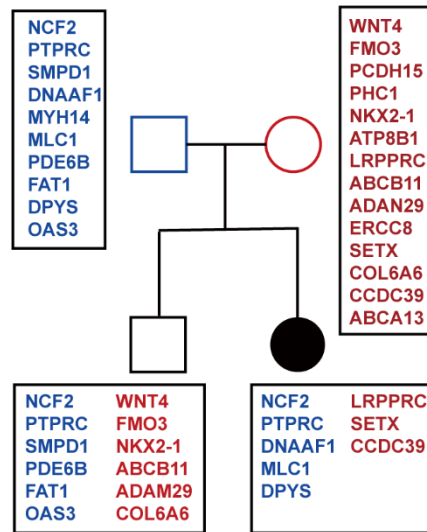 NCF2
PTPRC
SMPD1
DNAAF1
MYH14
MLC1
PDE6B
FAT1
DPYS
OAS3
WNT4
FMO3
PCDH15
PHC1
NKX2-1
ATP8B1
LRPPRC
ABCB11
ADAN29
ERCC8
SETX
COL6A6
CCDC39
ABCA13
NCF2 WNT4
PTPRC FMO3
SMPD1 NKX2-1
PDE6B ABCB11
FAT1 ADAM29
OAS3 COL6A6
NCF2 LRPPRC
PTPRC SETX
DNAAF1 CCDC39
MLC1
DPYS